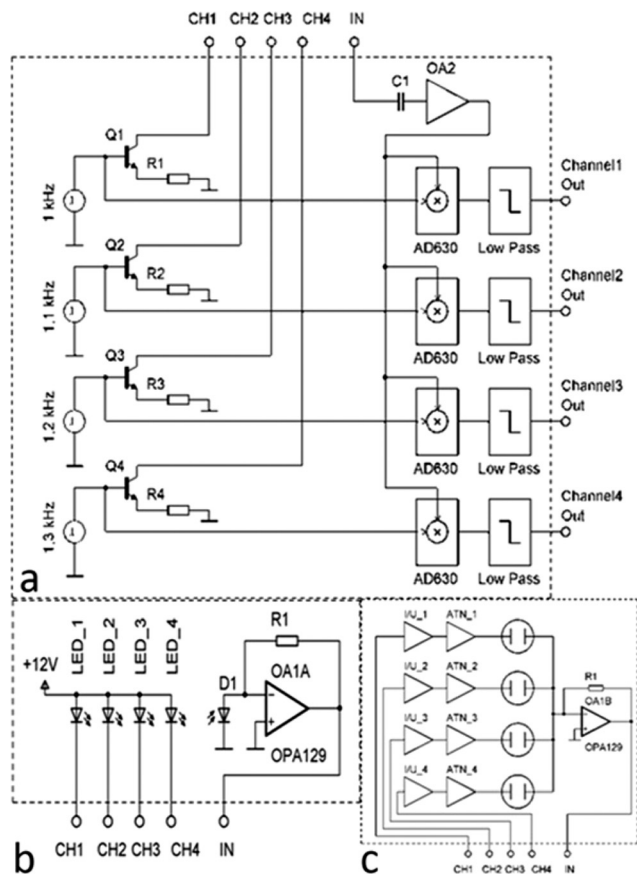 CH1 CH2 CH3 CH4 IN
C1 OA2
Q1
R1
1 kHz
Channel1
Out
AD630 Low Pass
Q2
R2
1,1 kHz
Channel2
Out
AD630 Low Pass
Q3
R3
1,2 kHz
Channel3
Out
AD630 Low Pass
Q4
R4
1,3 kHz
Channel4
Out
AD630 Low Pass
a
+12V
LED_1
LED_2
LED_3
LED_4
R1
D1
OA1A
OPA129
CH1 CH2 CH3 CH4 IN
b
I/U_1 ATN_1
I/U_2 ATN_2
I/U_3 ATN_3
I/U_4 ATN_4
R1
OA1B
OPA129
CH1 CH2 CH3 CH4 IN
c